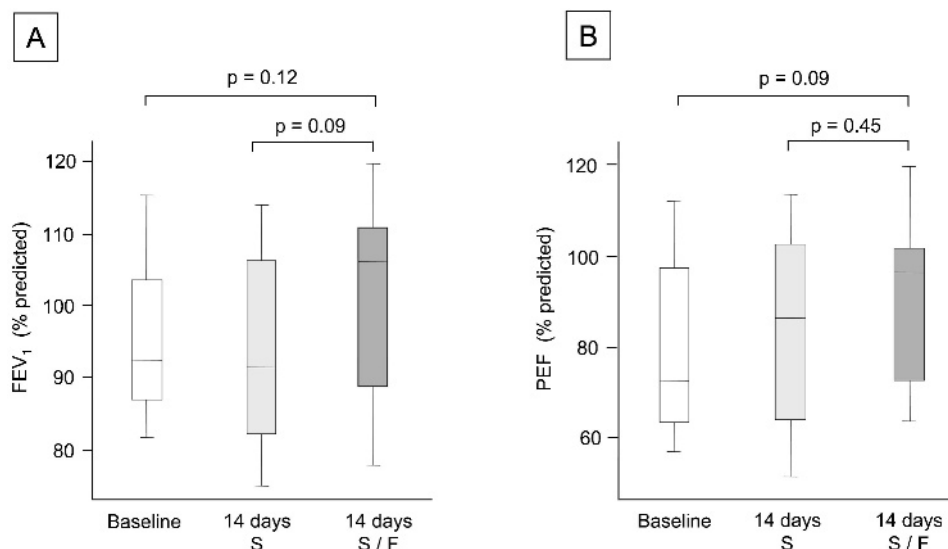 A
p = 0.12
p = 0.09
FEV1 (% predicted)
120
110
100
90
80
Baseline
14 days
S
14 days
S / F
B
p = 0.09
p = 0.45
PEF (% predicted)
120
100
80
60
Baseline
14 days
S
14 days
S / F